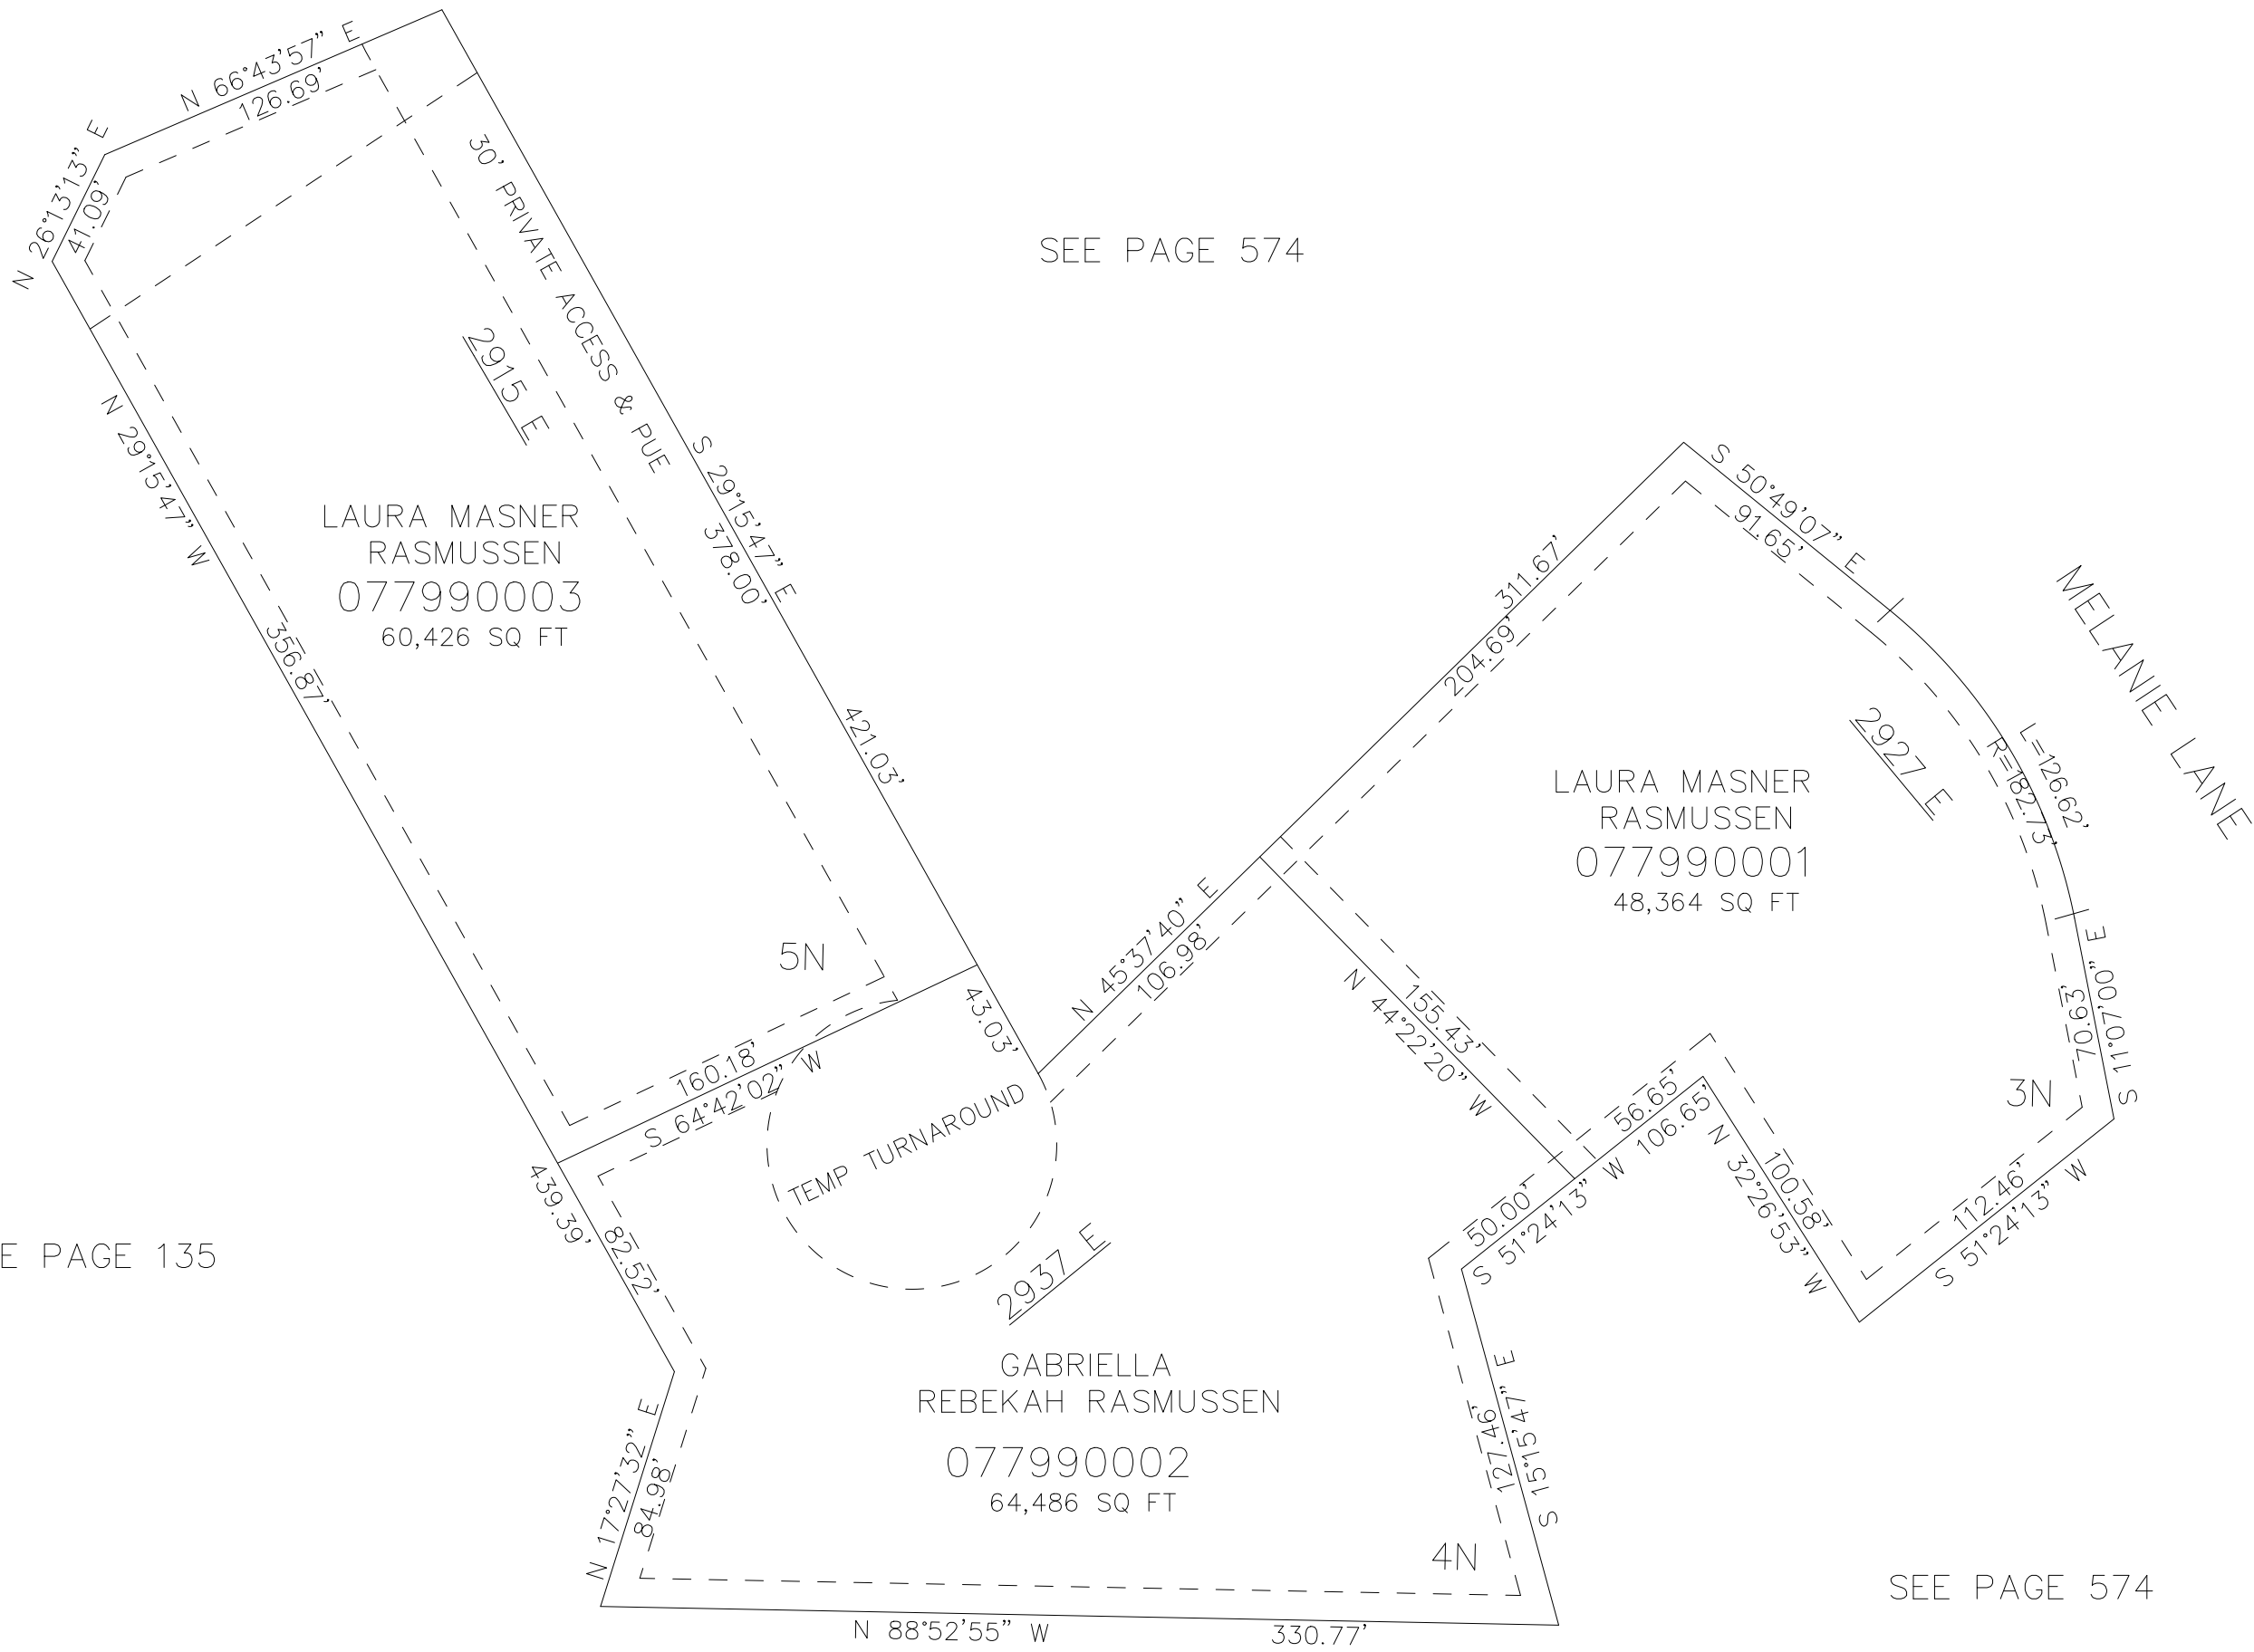 N 66°43'57" E
126.69'
N 26°13'13" E
41.09'
30' PRIVATE ACCESS & PUE
SEE PAGE 574
2915 E
N 29°15'47" W
356.87'
S 29°15'47" E
378.00'
421.03'
LAURA MASNER
RASMUSSEN
077990003
60,426 SQ FT
5N
160.18'
S 64°42'02" W
43.03'
439.39'
82.52'
TEMP TURNAROUND
N 45°37'40" E
106.98'
311.67'
204.69'
S 50°49'07" E
91.65'
MELANIE LANE
2927 E
L=126.62'
R=182.73'
LAURA MASNER
RASMUSSEN
077990001
48,364 SQ FT
S 11°07'00" E
70.63'
3N
N 44°22'20" W
155.43'
56.65'
S 51°24'13" W 106.65'
50.00'
N 32°26'53" W
100.58'
112.46'
S 51°24'13" W
E PAGE 135
2937 E
GABRIELLA
REBEKAH RASMUSSEN
077990002
64,486 SQ FT
N 17°27'32" E
84.98'
S 15°15'47" E
127.46'
4N
SEE PAGE 574
N 88°52'55" W 330.77'